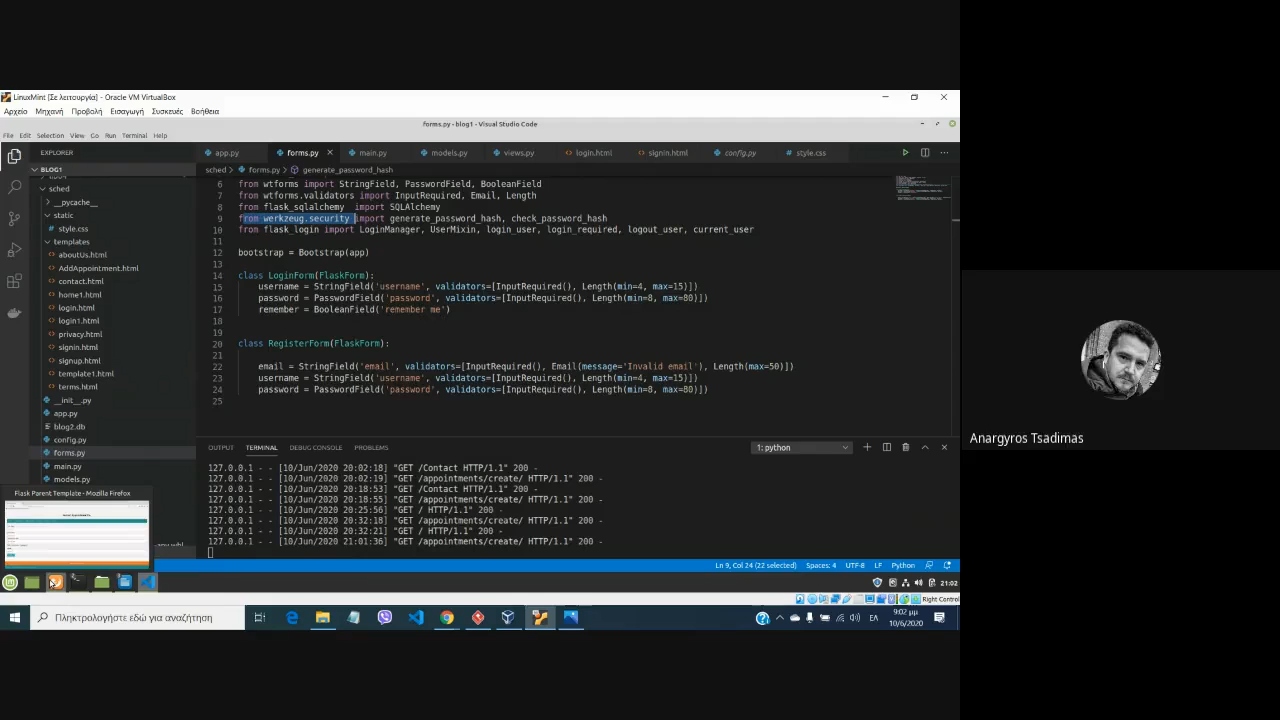 LinuxMint [Σε λειτουργία] - Oracle VM VirtualBox
Αρχείο Μηχανή Προβολή Εισαγωγή Συσκευές Βοήθεια
forms.py - blog1 - Visual Studio Code
File Edit Selection View Go Run Terminal Help
EXPLORER
app.py forms.py main.py models.py views.py login.html signin.html config.py style.css
BLOG1
sched > forms.py > generate_password_hash
sched
__pycache__
static
style.css
templates
aboutUs.html
AddAppointment.html
contact.html
home1.html
login.html
login1.html
privacy.html
signin.html
signup.html
template1.html
terms.html
__init__.py
app.py
blog2.db
config.py
forms.py
main.py
models.py
6 from wtforms import StringField, PasswordField, BooleanField
7 from wtforms.validators import InputRequired, Email, Length
8 from flask_sqlalchemy  import SQLAlchemy
9 from werkzeug.security import generate_password_hash, check_password_hash
10 from flask_login import LoginManager, UserMixin, login_user, login_required, logout_user, current_user
11
12 bootstrap = Bootstrap(app)
13
14 class LoginForm(FlaskForm):
15 username = StringField('username', validators=[InputRequired(), Length(min=4, max=15)])
16 password = PasswordField('password', validators=[InputRequired(), Length(min=8, max=80)])
17 remember = BooleanField('remember me')
18
19
20 class RegisterForm(FlaskForm):
21
22 email = StringField('email', validators=[InputRequired(), Email(message='Invalid email'), Length(max=50)])
23 username = StringField('username', validators=[InputRequired(), Length(min=4, max=15)])
24 password = PasswordField('password', validators=[InputRequired(), Length(min=8, max=80)])
25
OUTPUT TERMINAL DEBUG CONSOLE PROBLEMS 1: python
127.0.0.1 - - [10/Jun/2020 20:02:18] "GET /Contact HTTP/1.1" 200 -
127.0.0.1 - - [10/Jun/2020 20:02:19] "GET /appointments/create/ HTTP/1.1" 200 -
127.0.0.1 - - [10/Jun/2020 20:18:53] "GET /Contact HTTP/1.1" 200 -
127.0.0.1 - - [10/Jun/2020 20:18:55] "GET /appointments/create/ HTTP/1.1" 200 -
127.0.0.1 - - [10/Jun/2020 20:25:56] "GET / HTTP/1.1" 200 -
127.0.0.1 - - [10/Jun/2020 20:32:18] "GET /appointments/create/ HTTP/1.1" 200 -
127.0.0.1 - - [10/Jun/2020 20:32:21] "GET / HTTP/1.1" 200 -
127.0.0.1 - - [10/Jun/2020 21:01:36] "GET /appointments/create/ HTTP/1.1" 200 -
Flask Parent Template - Mozilla Firefox
Ln 9, Col 24 (22 selected) Spaces: 4 UTF-8 LF Python
21:02
Right Control
Πληκτρολογήστε εδώ για αναζήτηση
ΕΛ
9:02 μμ
10/6/2020
Anargyros Tsadimas